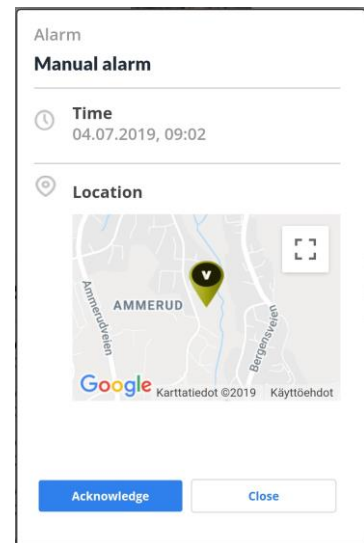 Alarm
Manual alarm
Time
04.07.2019, 09:02
Location
Ammerudveien
AMMERUD
V
Bergensveien
Google
Karttatiedot ©2019 Käyttöehdot
Acknowledge
Close